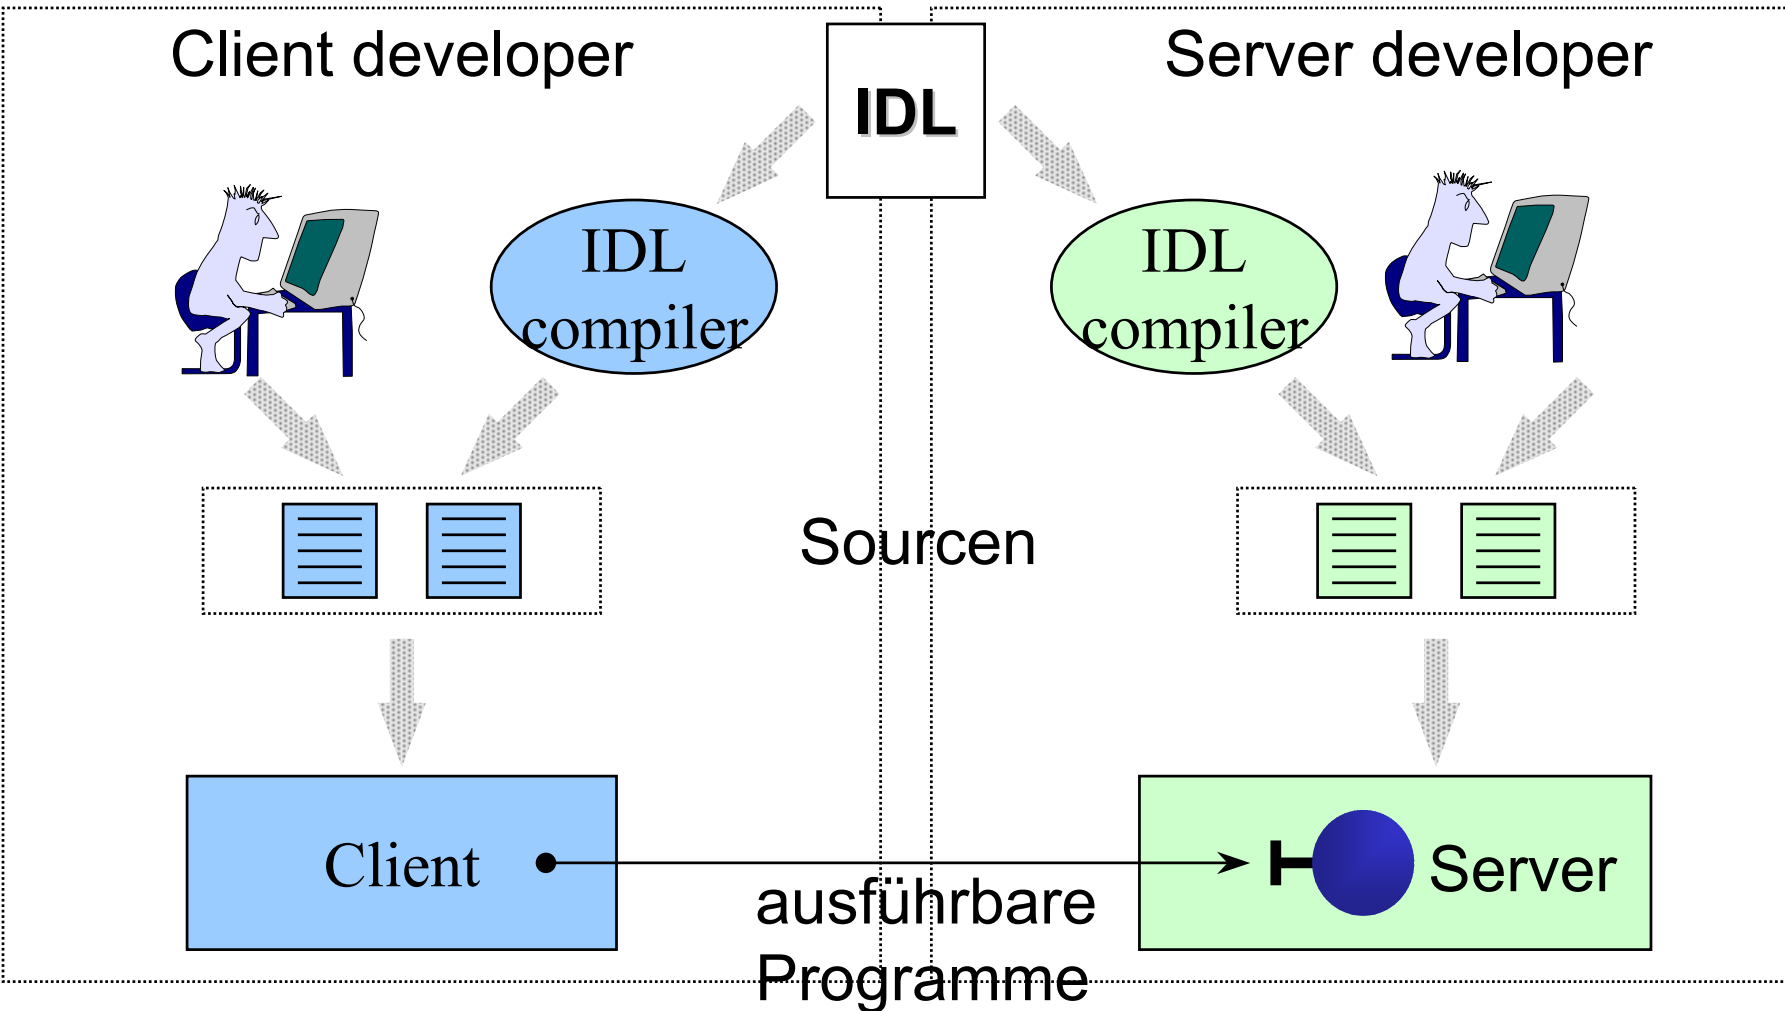 Client developer
IDL
Server developer
IDL
compiler
IDL
compiler
Sourcen
Client
Server
ausführbare
Programme